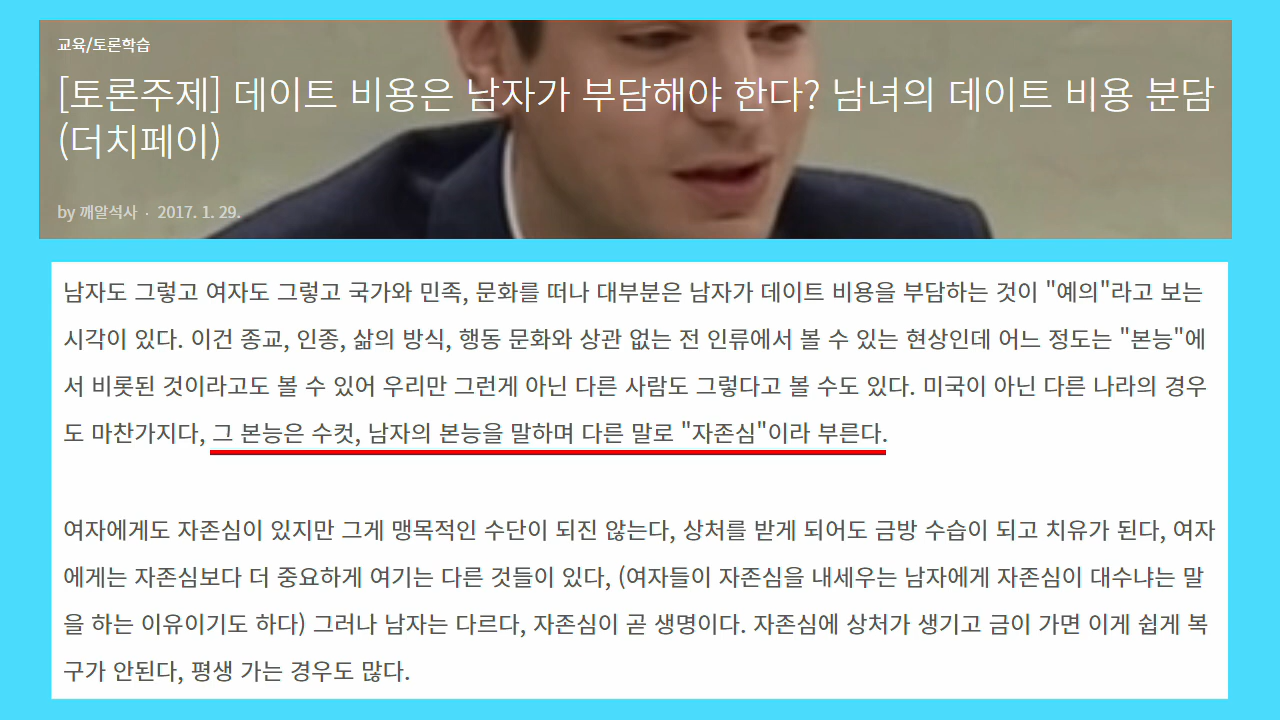 교육/토론학습
[토론주제] 데이트 비용은 남자가 부담해야 한다? 남녀의 데이트 비용 분담
(더치페이)
by 깨알석사 · 2017. 1. 29.
남자도 그렇고 여자도 그렇고 국가와 민족, 문화를 떠나 대부분은 남자가 데이트 비용을 부담하는 것이 "예의"라고 보는
시각이 있다. 이건 종교, 인종, 삶의 방식, 행동 문화와 상관 없는 전 인류에서 볼 수 있는 현상인데 어느 정도는 "본능"에
서 비롯된 것이라고도 볼 수 있어 우리만 그런게 아닌 다른 사람도 그렇다고 볼 수도 있다. 미국이 아닌 다른 나라의 경우
도 마찬가지다, 그 본능은 수컷, 남자의 본능을 말하며 다른 말로 "자존심"이라 부른다.
여자에게도 자존심이 있지만 그게 맹목적인 수단이 되진 않는다, 상처를 받게 되어도 금방 수습이 되고 치유가 된다, 여자
에게는 자존심보다 더 중요하게 여기는 다른 것들이 있다, (여자들이 자존심을 내세우는 남자에게 자존심이 대수냐는 말
을 하는 이유이기도 하다) 그러나 남자는 다르다, 자존심이 곧 생명이다. 자존심에 상처가 생기고 금이 가면 이게 쉽게 복
구가 안된다, 평생 가는 경우도 많다.